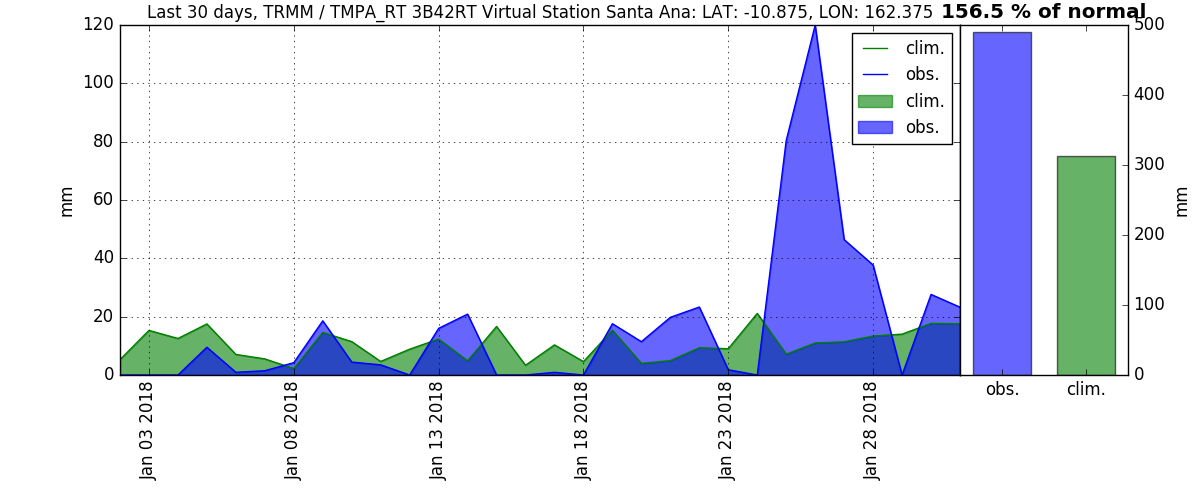 Last 30 days, TRMM / TMPA_RT 3B42RT Virtual Station Santa Ana: LAT: -10.875, LON: 162.375
156.5 % of normal
120
100
80
60
40
20
0
mm
clim.
obs.
clim.
obs.
Jan 03 2018
Jan 08 2018
Jan 13 2018
Jan 18 2018
Jan 23 2018
Jan 28 2018
500
400
300
200
100
0
mm
obs.
clim.